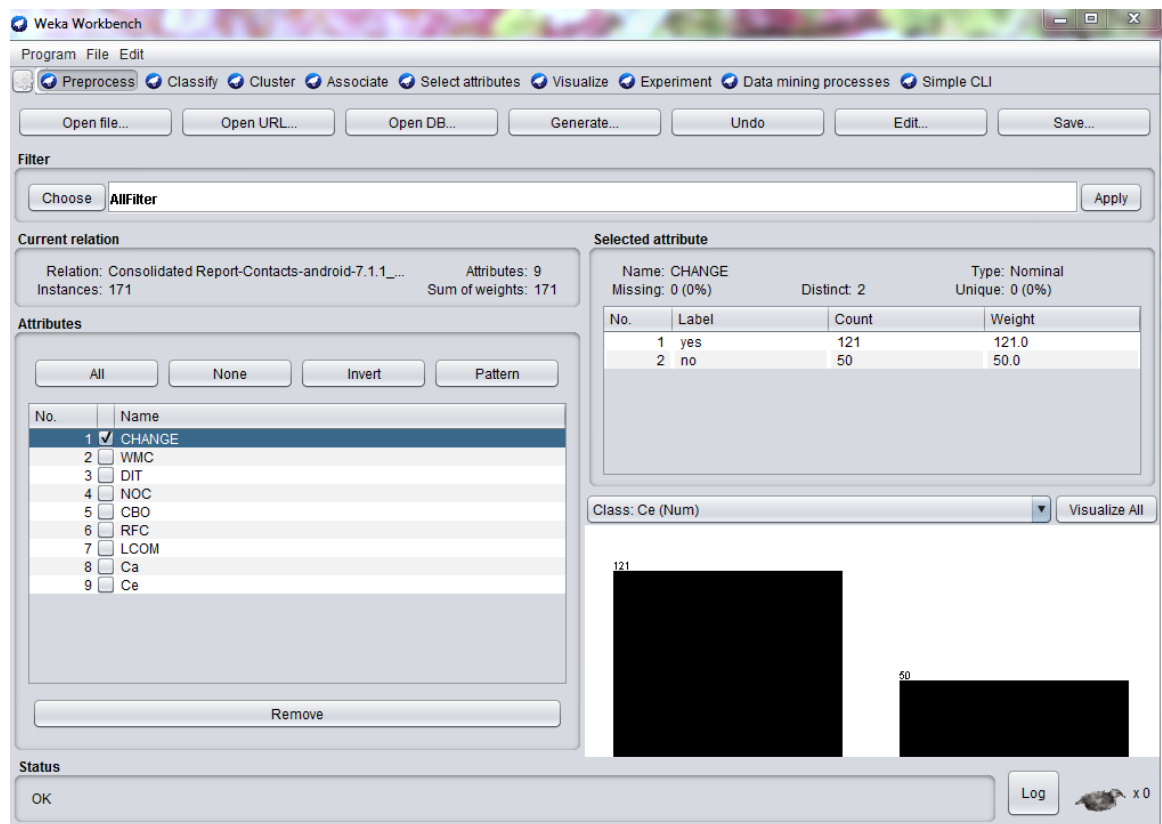 Weka Workbench
Program File Edit
Preprocess Classify Cluster Associate Select attributes Visualize Experiment Data mining processes Simple CLI
Open file... Open URL... Open DB... Generate... Undo Edit... Save...
Filter
Choose AllFilter Apply
Current relation
Relation: Consolidated Report-Contacts-android-7.1.1_... Attributes: 9
Instances: 171 Sum of weights: 171
Attributes
All None Invert Pattern
No. Name
1 CHANGE
2 WMC
3 DIT
4 NOC
5 CBO
6 RFC
7 LCOM
8 Ca
9 Ce
Remove
Selected attribute
Name: CHANGE Type: Nominal
Missing: 0 (0%) Distinct: 2 Unique: 0 (0%)
No. Label Count Weight
1 yes 121 121.0
2 no 50 50.0
Class: Ce (Num) Visualize All
121
50
Status
OK Log x 0